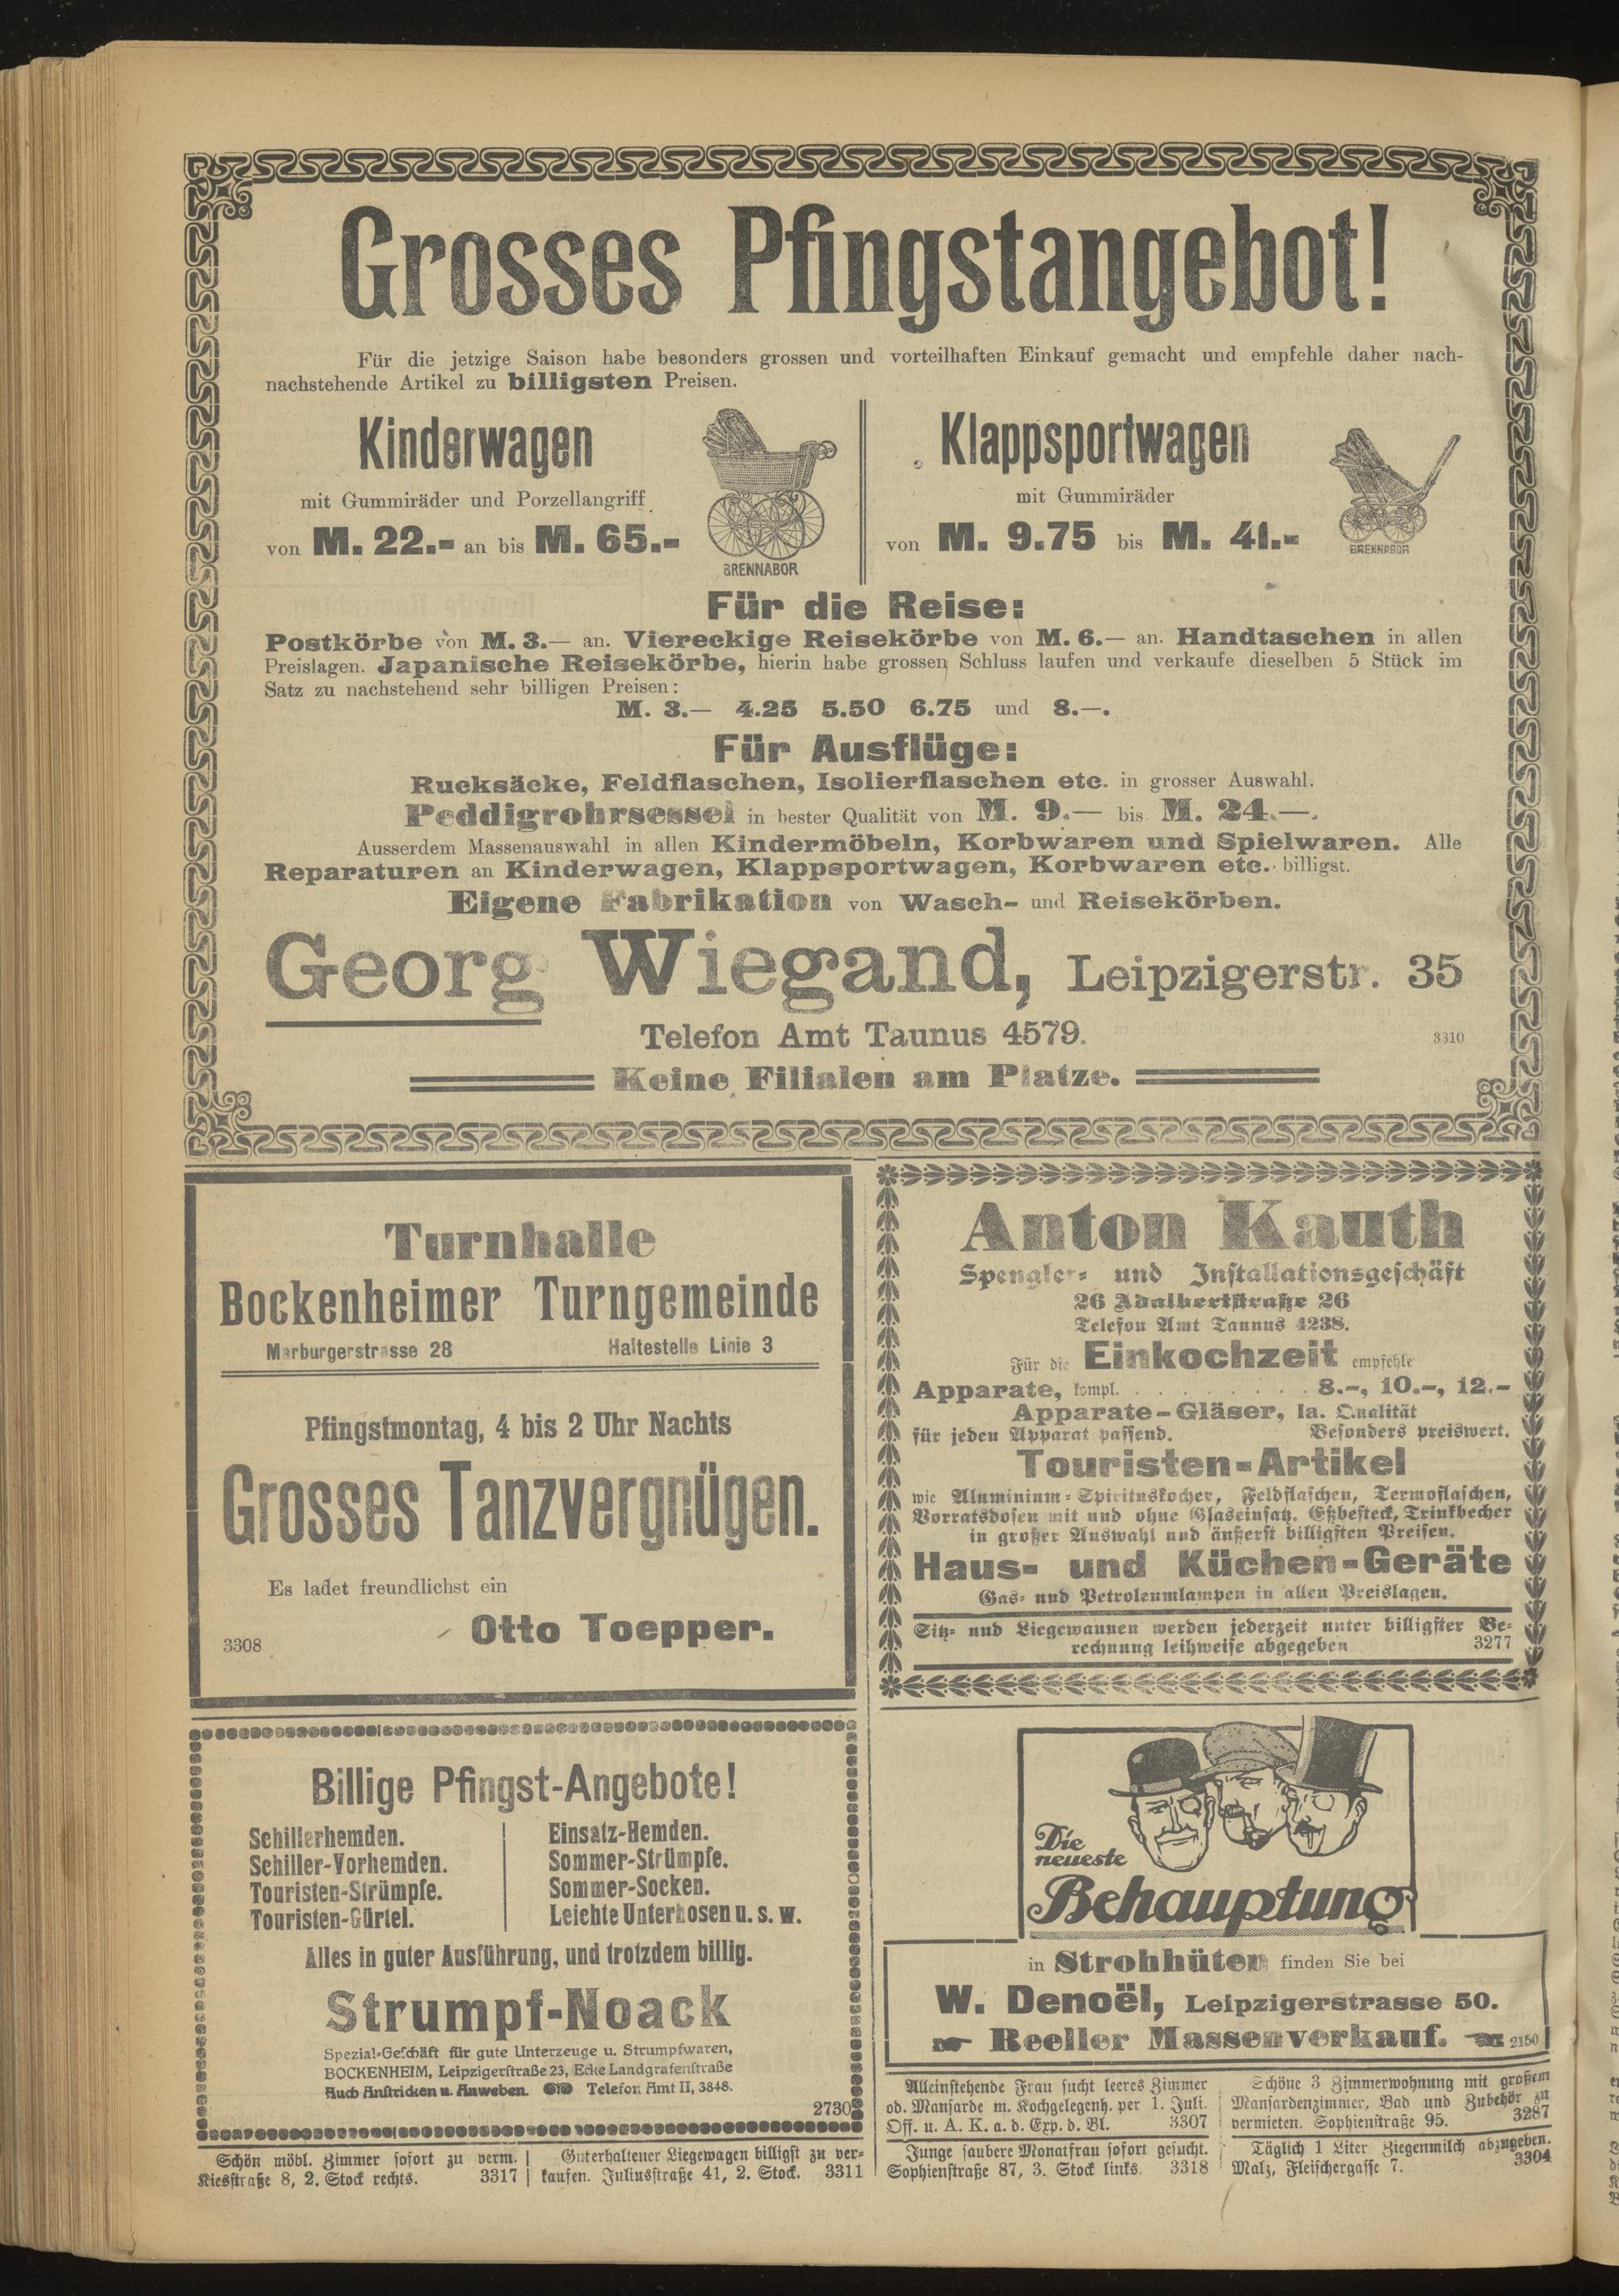 Grosses Pfingstangebot!
Für die jetzige Saison habe besonders grossen und vorteilhaften Einkauf gemacht und empfehle daher nach-
nachstehende Artikel zu billigsten Preisen.
Kinderwagen
mit Gummiräder und Porzellangriff
von M. 22.- an bis M. 65.-
BRENNABOR
Klappsportwagen
mit Gummiräder
von M. 9.75 bis M. 41.-
BRENNABOR
Für die Reise:
Postkörbe von M. 3.— an. Viereckige Reisekörbe von M. 6.— an. Handtaschen in allen
Preislagen. Japanische Reisekörbe, hierin habe grossen Schluss laufen und verkaufe dieselben 5 Stück im
Satz zu nachstehend sehr billigen Preisen:
M. 3.— 4.25 5.50 6.75 und 8.—.
Für Ausflüge:
Rucksäcke, Feldflaschen, Isolierflaschen etc. in grosser Auswahl.
Peddigrohrsessel in bester Qualität von M. 9.— bis M. 24.—.
Ausserdem Massenauswahl in allen Kindermöbeln, Korbwaren und Spielwaren. Alle
Reparaturen an Kinderwagen, Klappsportwagen, Korbwaren etc. billigst.
Eigene Fabrikation von Wasch- und Reisekörben.
Georg Wiegand, Leipzigerstr. 35
Telefon Amt Taunus 4579.
3310
Keine Filialen am Platze.
Turnhalle
Bockenheimer Turngemeinde
Marburgerstrasse 28 Haltestelle Linie 3
Pfingstmontag, 4 bis 2 Uhr Nachts
Grosses Tanzvergnügen.
Es ladet freundlichst ein
Otto Toepper.
3308
Anton Kauth
Spengler- und Installationsgeschäft
26 Adalbertstraße 26
Telefon Amt Taunus 4238.
Für die Einkochzeit empfehle
Apparate, kompl. . . . . . . . . . 8.-, 10.-, 12.-
Apparate-Gläser, Ia. Qualität
für jeden Apparat passend. Besonders preiswert.
Touristen-Artikel
wie Aluminium-Spirituskocher, Feldflaschen, Termoflaschen,
Vorratsdosen mit und ohne Glaseinsatz. Eßbesteck, Trinkbecher
in großer Auswahl und äußerst billigsten Preisen.
Haus- und Küchen-Geräte
Gas- und Petroleumlampen in allen Preislagen.
Sitz- und Liegewannen werden jederzeit unter billigster Be-
rechnung leihweise abgegeben 3277
Billige Pfingst-Angebote!
Schillerhemden.
Schiller-Vorhemden.
Touristen-Strümpfe.
Touristen-Gürtel.
Einsatz-Hemden.
Sommer-Strümpfe.
Sommer-Socken.
Leichte Unterhosen u. s. w.
Alles in guter Ausführung, und trotzdem billig.
Strumpf-Noack
Spezial-Geschäft für gute Unterzeuge u. Strumpfwaren,
BOCKENHEIM, Leipzigerstraße 23, Ecke Landgrafenstraße
Auch Anstricken u. Anweben. Telefon Amt II, 3848.
2730
Die
neueste
Behauptung
in Strohhüten finden Sie bei
W. Denoël, Leipzigerstrasse 50.
Reeller Massenverkauf. 2150
Schön möbl. Zimmer sofort zu verm.
Kiesstraße 8, 2. Stock rechts. 3317
Guterhaltener Liegewagen billigst zu ver-
kaufen. Juliusstraße 41, 2. Stock. 3311
Alleinstehende Frau sucht leeres Zimmer
od. Mansarde m. Kochgelegenh. per 1. Juli.
Off. u. A. K. a. d. Exp. d. Bl. 3307
Junge saubere Monatfrau sofort gesucht.
Sophienstraße 87, 3. Stock links. 3318
Schöne 3 Zimmerwohnung mit großem
Mansardenzimmer, Bad und Zubehör zu
vermieten. Sophienstraße 95. 3287
Täglich 1 Liter Ziegenmilch abzugeben.
Malz, Fleischergasse 7. 3304